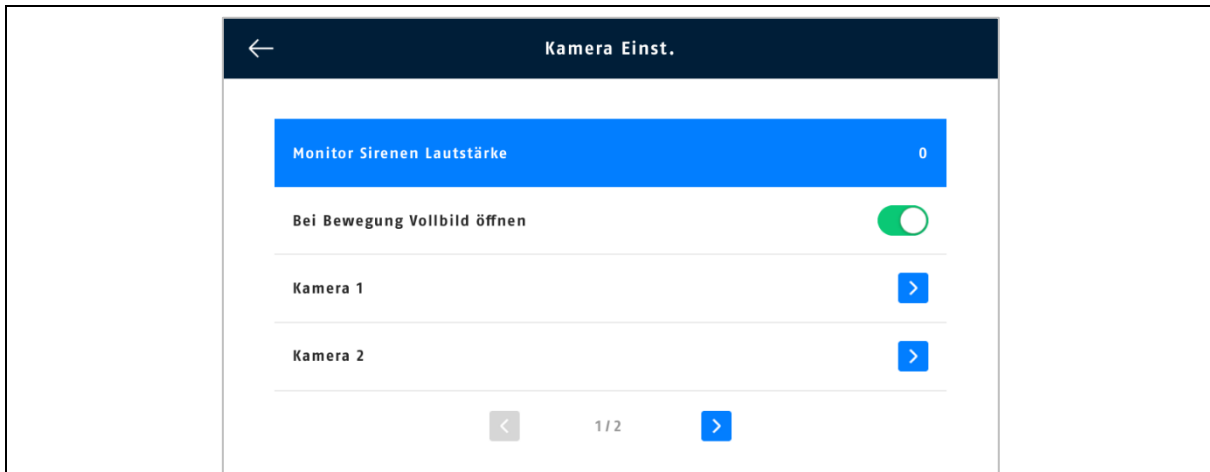 Kamera Einst.
Monitor Sirenen Lautstärke 0
Bei Bewegung Vollbild öffnen
Kamera 1
Kamera 2
1/2